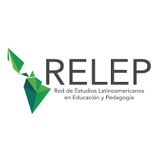 RELEP
Red de Estudios Latinoamericanos
en Educación y Pedagogía